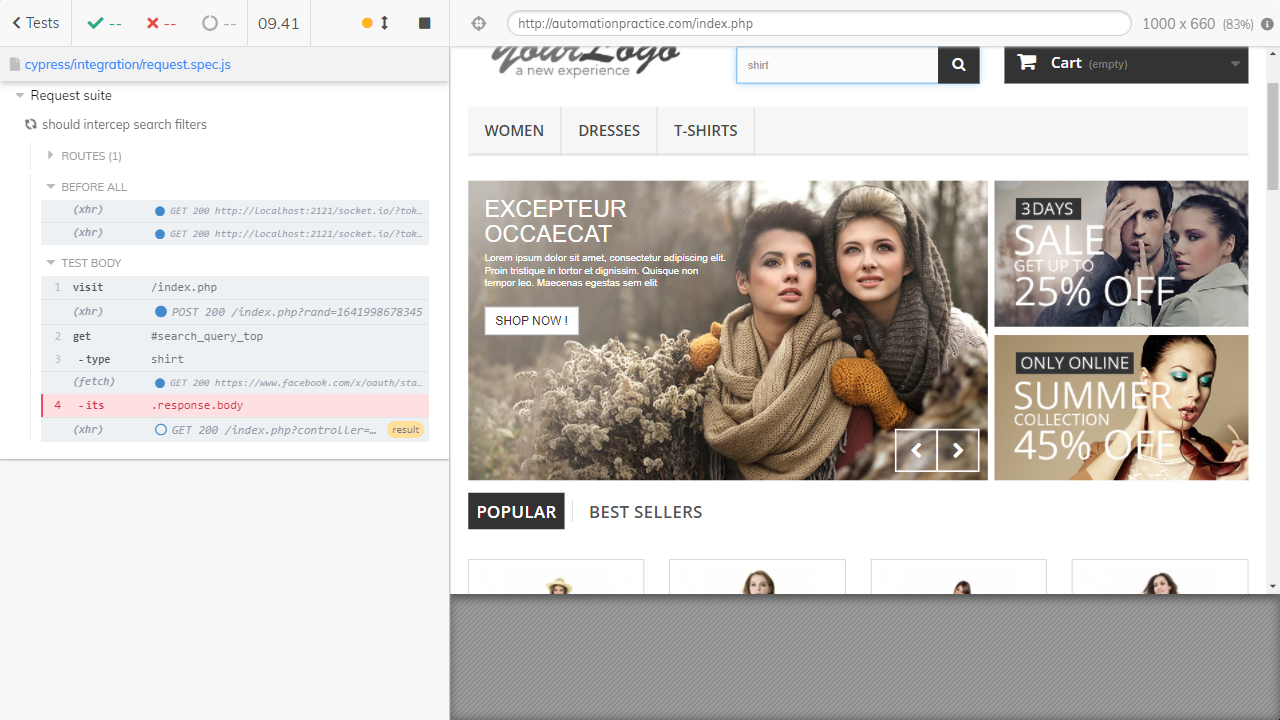 Tests
--
--
--
09.41
http://automationpractice.com/index.php
1000 x 660 (83%)
cypress/integration/request.spec.js
Request suite
should intercep search filters
ROUTES (1)
BEFORE ALL
(xhr) GET 200 http://localhost:2121/socket.io/?tok…
(xhr) GET 200 http://localhost:2121/socket.io/?tok…
TEST BODY
1 visit /index.php
(xhr) POST 200 /index.php?rand=1641998678345
2 get #search_query_top
3 -type shirt
(fetch) GET 200 https://www.facebook.com/x/oauth/sta…
4 -its .response.body
(xhr) GET 200 /index.php?controller=… result
yourLogo
a new experience
shirt
Cart (empty)
WOMEN DRESSES T-SHIRTS
EXCEPTEUR
OCCAECAT
Lorem ipsum dolor sit amet, consectetur adipiscing elit.
Proin tristique in tortor et dignissim. Quisque non
tempor leo. Maecenas egestas sem elit
SHOP NOW !
3 DAYS
SALE
GET UP TO
25% OFF
ONLY ONLINE
SUMMER
COLLECTION
45% OFF
POPULAR BEST SELLERS